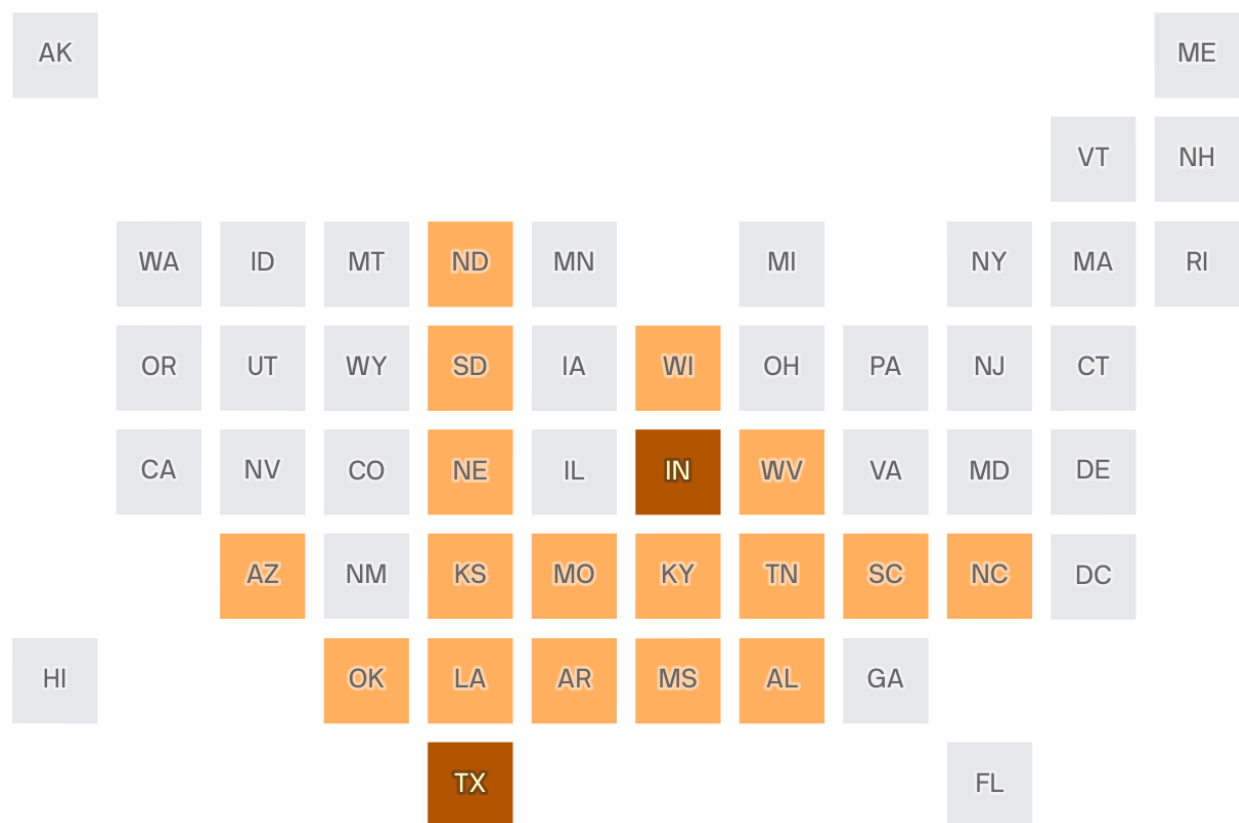 AK ME
VT NH
WA ID MT ND MN MI NY MA RI
OR UT WY SD IA WI OH PA NJ CT
CA NV CO NE IL IN WV VA MD DE
AZ NM KS MO KY TN SC NC DC
HI OK LA AR MS AL GA
TX FL